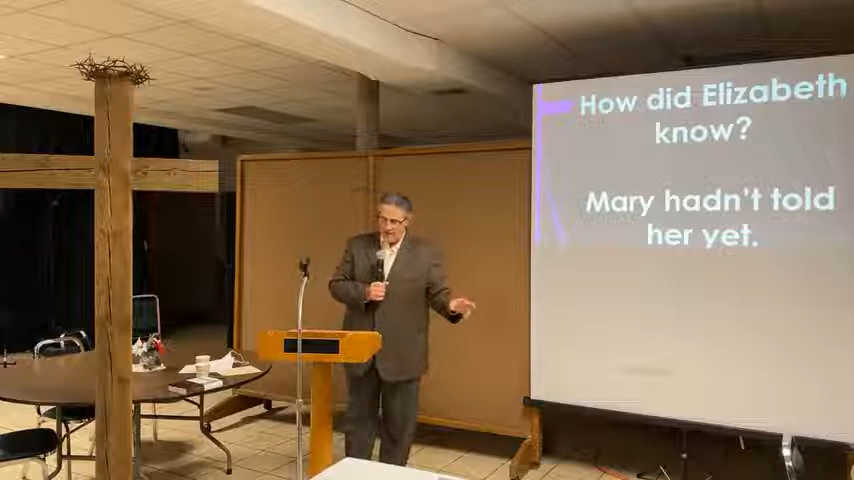 How did Elizabeth
know?
Mary hadn't told
her yet.